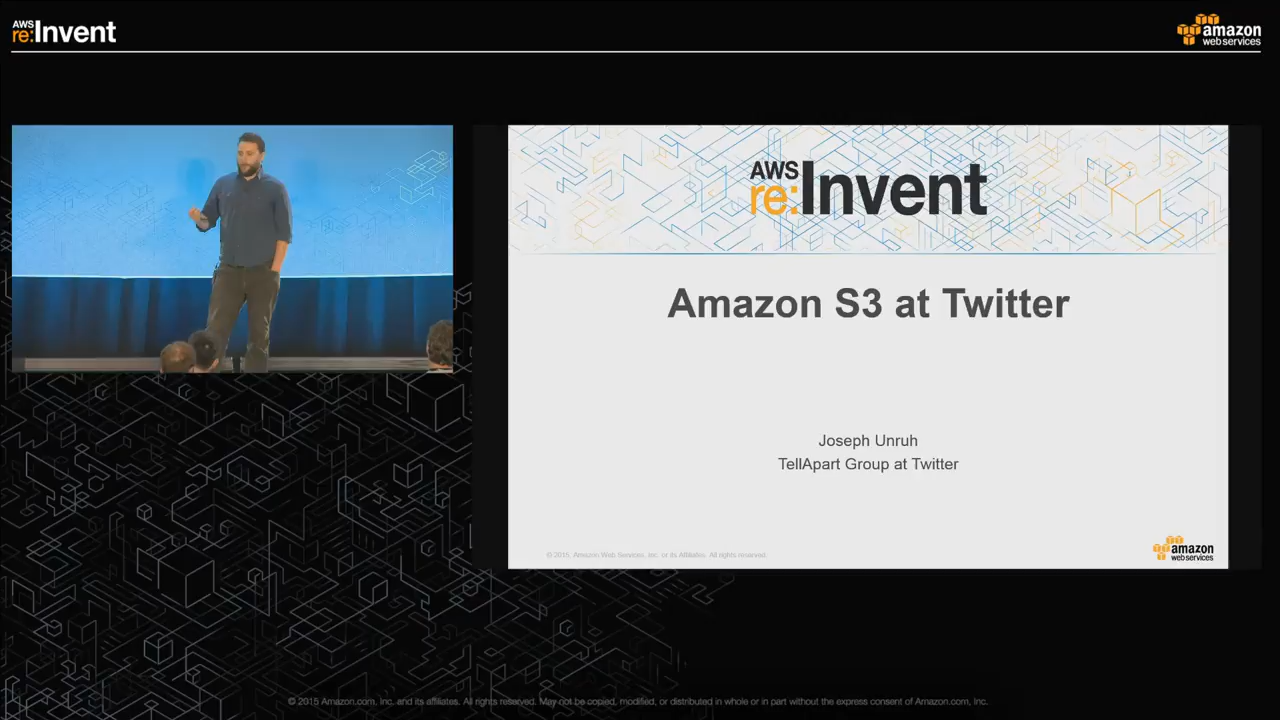 AWS
re:Invent
amazon
web services
AWS
re:Invent
Amazon S3 at Twitter
Joseph Unruh
TellApart Group at Twitter
© 2015, Amazon Web Services, Inc. or its Affiliates. All rights reserved.
amazon
web services
© 2015 Amazon.com, Inc. and its affiliates. All rights reserved. May not be copied, modified, or distributed in whole or in part without the express consent of Amazon.com, Inc.